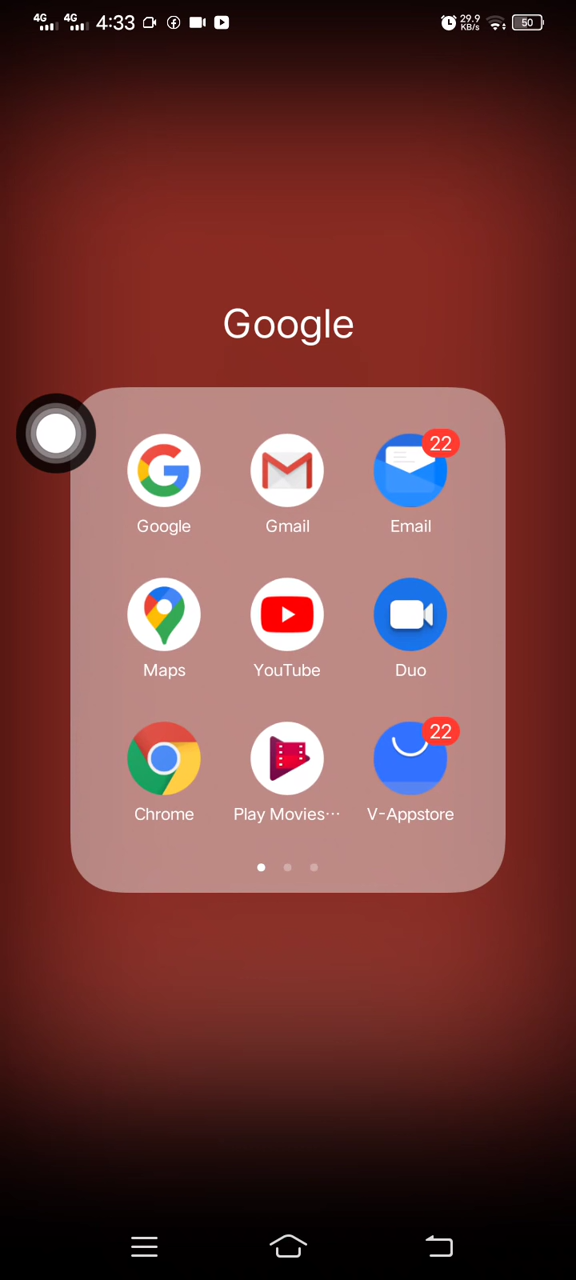 4G 4G 4:33 29.9 KB/s 50
Google
22
Google Gmail Email
Maps YouTube Duo
22
Chrome Play Movies··· V-Appstore